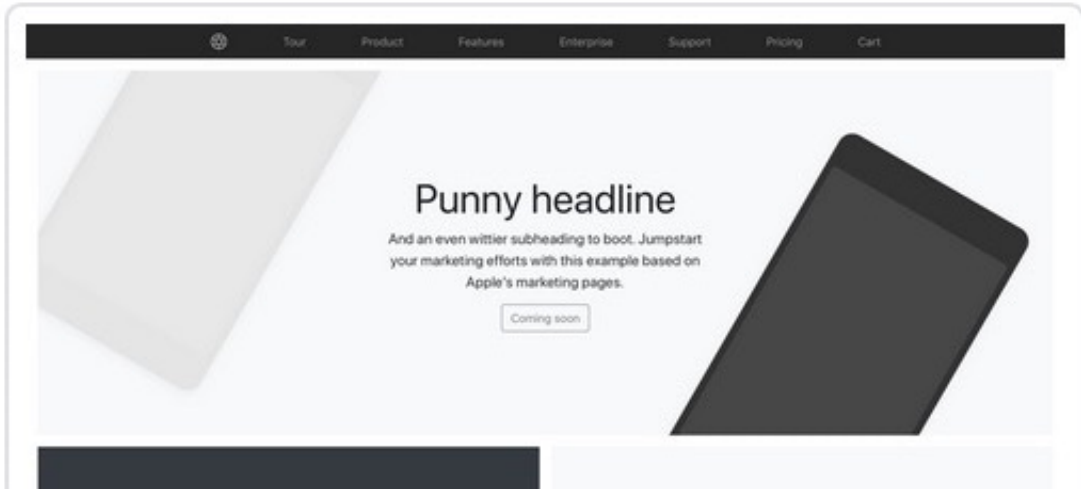 Tour Product Features Enterprise Support Pricing Cart
Punny headline
And an even wittier subheading to boot. Jumpstart
your marketing efforts with this example based on
Apple's marketing pages.
Coming soon